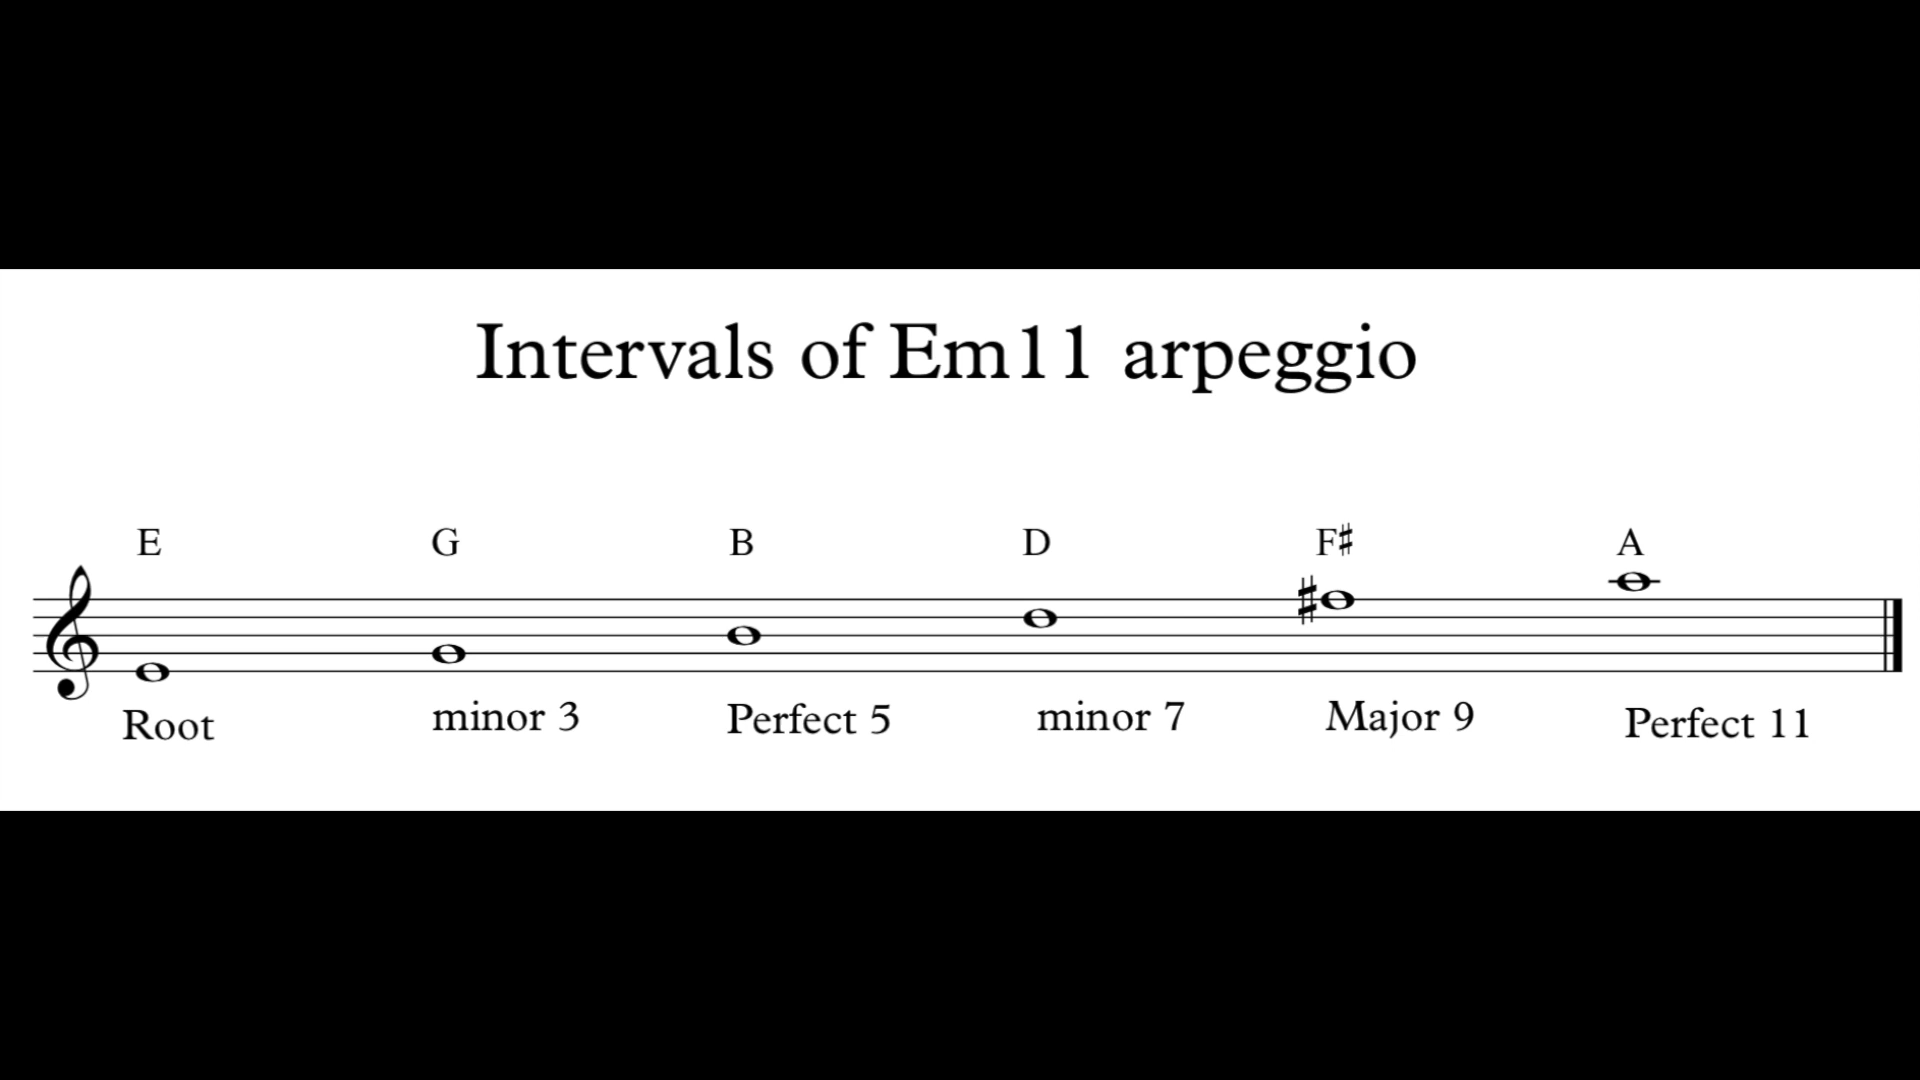 Intervals of Em11 arpeggio
E G B D F♯ A
Root minor 3 Perfect 5 minor 7 Major 9 Perfect 11